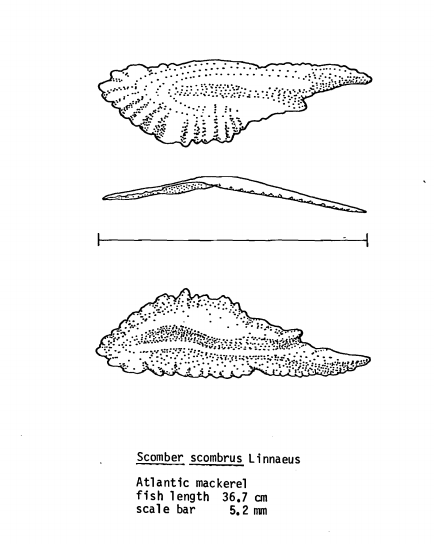 Scomber scombrus Linnaeus
Atlantic mackerel
fish length 36.7 cm
scale bar 5.2 mm